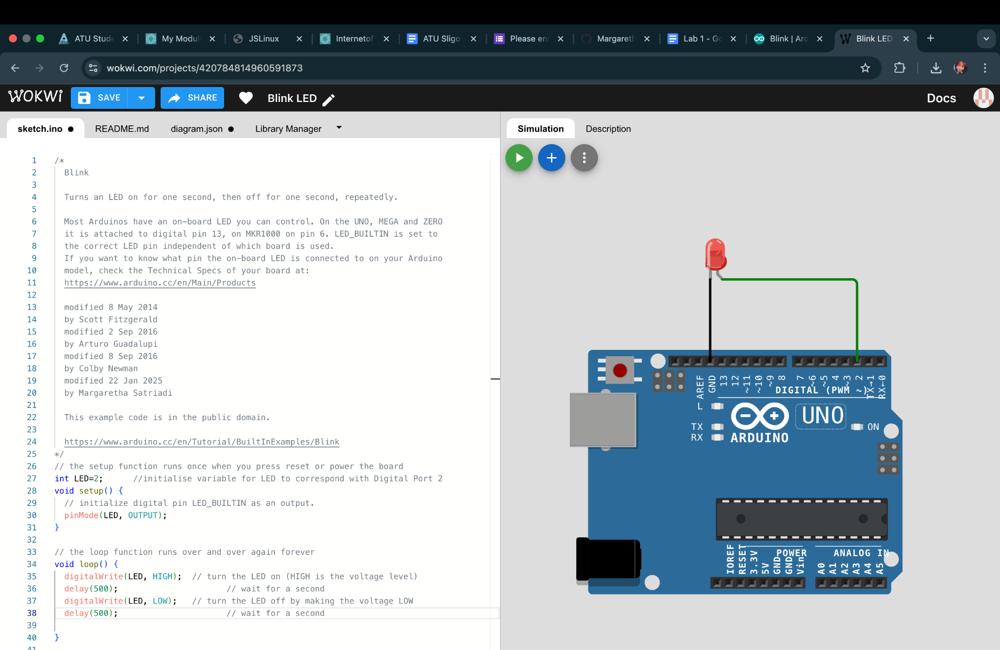 ATU Stude
My Modul
JSLinux
Internetof
ATU Sligo
Please ent
Margareth
Lab 1 - Go
Blink | Ard
Blink LED
wokwi.com/projects/420784814960591873
WOKWi
SAVE
SHARE
Blink LED
Docs
sketch.ino
README.md
diagram.json
Library Manager
Simulation
Description
1 /*
2 Blink
3
4 Turns an LED on for one second, then off for one second, repeatedly.
5
6 Most Arduinos have an on-board LED you can control. On the UNO, MEGA and ZERO
7 it is attached to digital pin 13, on MKR1000 on pin 6. LED_BUILTIN is set to
8 the correct LED pin independent of which board is used.
9 If you want to know what pin the on-board LED is connected to on your Arduino
10 model, check the Technical Specs of your board at:
11 https://www.arduino.cc/en/Main/Products
12
13 modified 8 May 2014
14 by Scott Fitzgerald
15 modified 2 Sep 2016
16 by Arturo Guadalupi
17 modified 8 Sep 2016
18 by Colby Newman
19 modified 22 Jan 2025
20 by Margaretha Satriadi
21
22 This example code is in the public domain.
23
24 https://www.arduino.cc/en/Tutorial/BuiltInExamples/Blink
25 */
26 // the setup function runs once when you press reset or power the board
27 int LED=2; //initialise variable for LED to correspond with Digital Port 2
28 void setup() {
29 // initialize digital pin LED_BUILTIN as an output.
30 pinMode(LED, OUTPUT);
31 }
32
33 // the loop function runs over and over again forever
34 void loop() {
35 digitalWrite(LED, HIGH); // turn the LED on (HIGH is the voltage level)
36 delay(500); // wait for a second
37 digitalWrite(LED, LOW); // turn the LED off by making the voltage LOW
38 delay(500); // wait for a second
39
40 }
41
AREF
GND
13
12
~11
~10
~9
8
7
~6
~5
4
~3
2
TX→1
RX←0
DIGITAL (PWM ~)
L
TX
RX
ARDUINO
UNO
ON
IOREF
RESET
3.3V
5V
GND
GND
Vin
POWER
ANALOG IN
A0
A1
A2
A3
A4
A5